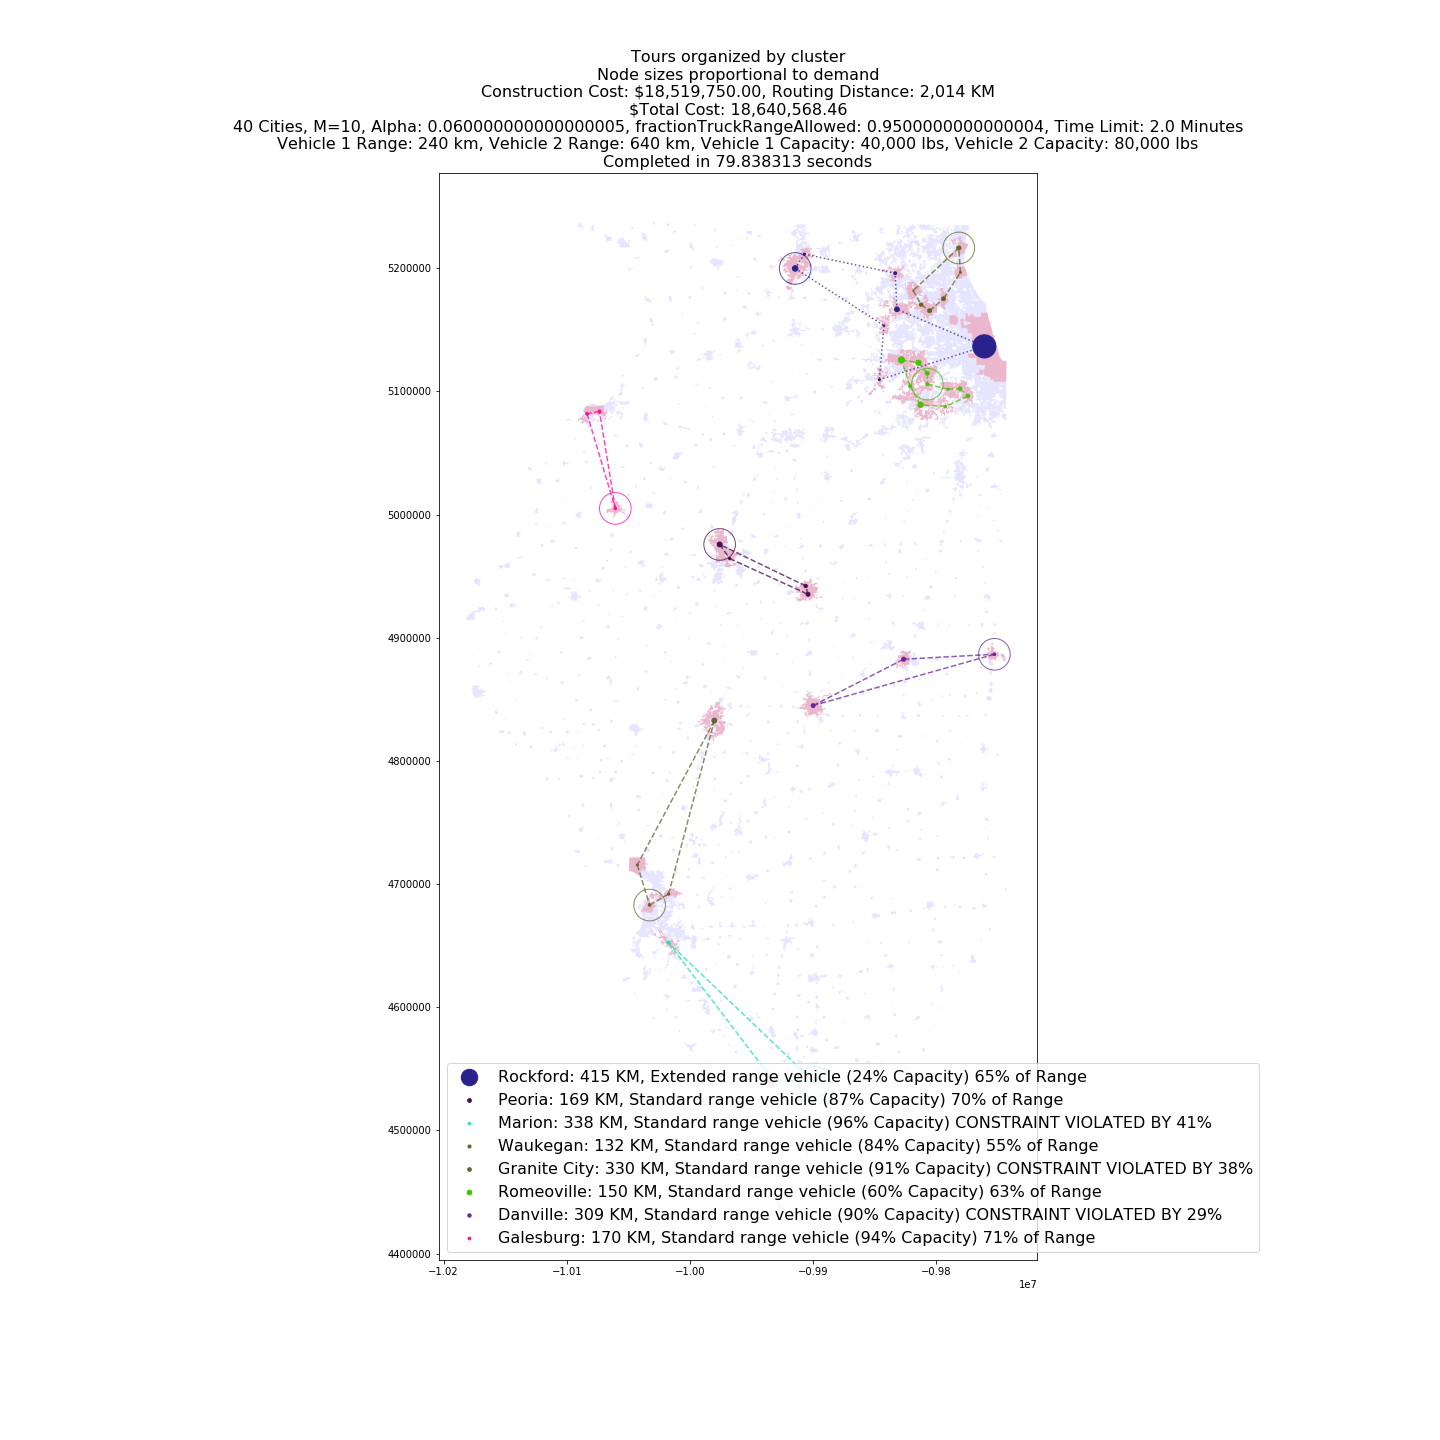 Tours organized by cluster
Node sizes proportional to demand
Construction Cost: $18,519,750.00, Routing Distance: 2,014 KM
$Total Cost: 18,640,568.46
40 Cities, M=10, Alpha: 0.060000000000000005, fractionTruckRangeAllowed: 0.9500000000000004, Time Limit: 2.0 Minutes
Vehicle 1 Range: 240 km, Vehicle 2 Range: 640 km, Vehicle 1 Capacity: 40,000 lbs, Vehicle 2 Capacity: 80,000 lbs
Completed in 79.838313 seconds
5200000
5100000
5000000
4900000
4800000
4700000
4600000
4500000
4400000
Rockford: 415 KM, Extended range vehicle (24% Capacity) 65% of Range
Peoria: 169 KM, Standard range vehicle (87% Capacity) 70% of Range
Marion: 338 KM, Standard range vehicle (96% Capacity) CONSTRAINT VIOLATED BY 41%
Waukegan: 132 KM, Standard range vehicle (84% Capacity) 55% of Range
Granite City: 330 KM, Standard range vehicle (91% Capacity) CONSTRAINT VIOLATED BY 38%
Romeoville: 150 KM, Standard range vehicle (60% Capacity) 63% of Range
Danville: 309 KM, Standard range vehicle (90% Capacity) CONSTRAINT VIOLATED BY 29%
Galesburg: 170 KM, Standard range vehicle (94% Capacity) 71% of Range
−1.02 −1.01 −1.00 −0.99 −0.98
1e7